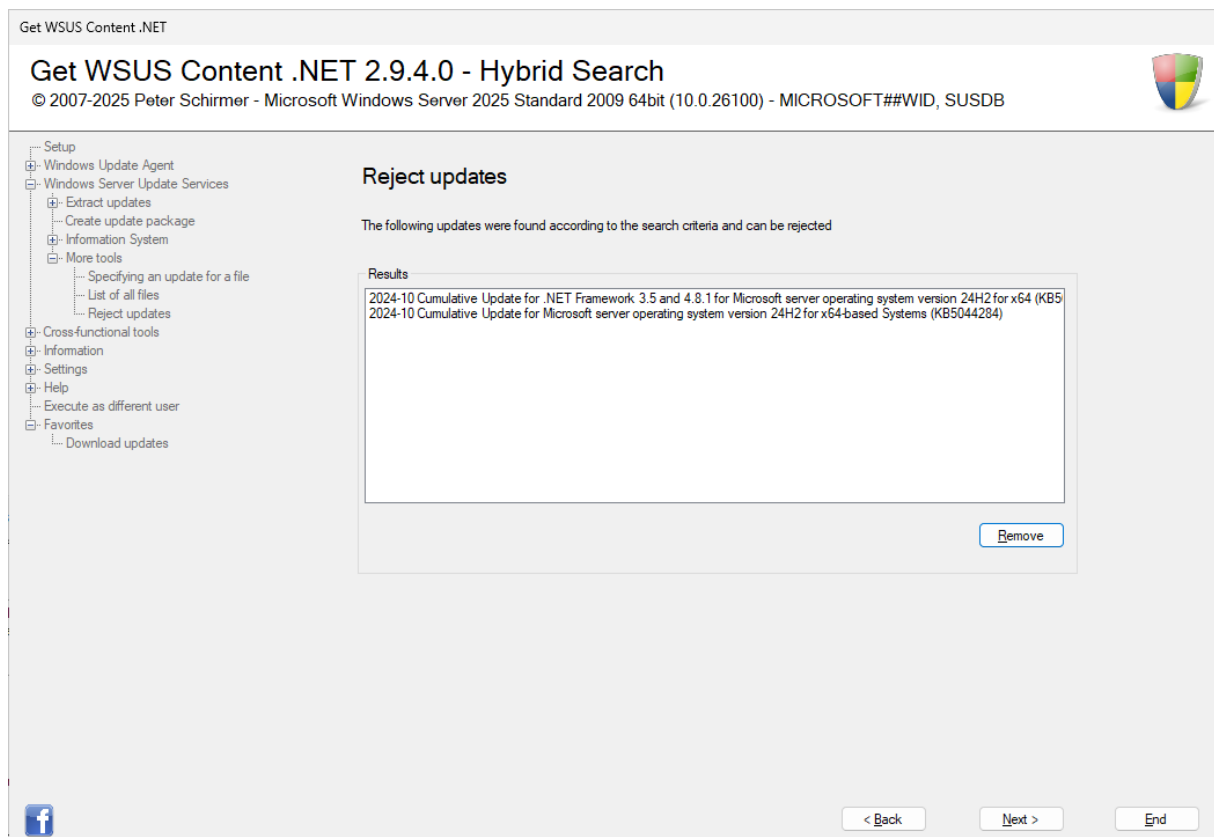 Get WSUS Content .NET
Get WSUS Content .NET 2.9.4.0 - Hybrid Search
© 2007-2025 Peter Schirmer - Microsoft Windows Server 2025 Standard 2009 64bit (10.0.26100) - MICROSOFT##WID, SUSDB
Setup
Windows Update Agent
Windows Server Update Services
Extract updates
Create update package
Information System
More tools
Specifying an update for a file
List of all files
Reject updates
Cross-functional tools
Information
Settings
Help
Execute as different user
Favorites
Download updates
Reject updates
The following updates were found according to the search criteria and can be rejected
Results
2024-10 Cumulative Update for .NET Framework 3.5 and 4.8.1 for Microsoft server operating system version 24H2 for x64 (KB5
2024-10 Cumulative Update for Microsoft server operating system version 24H2 for x64-based Systems (KB5044284)
Remove
< Back
Next >
End